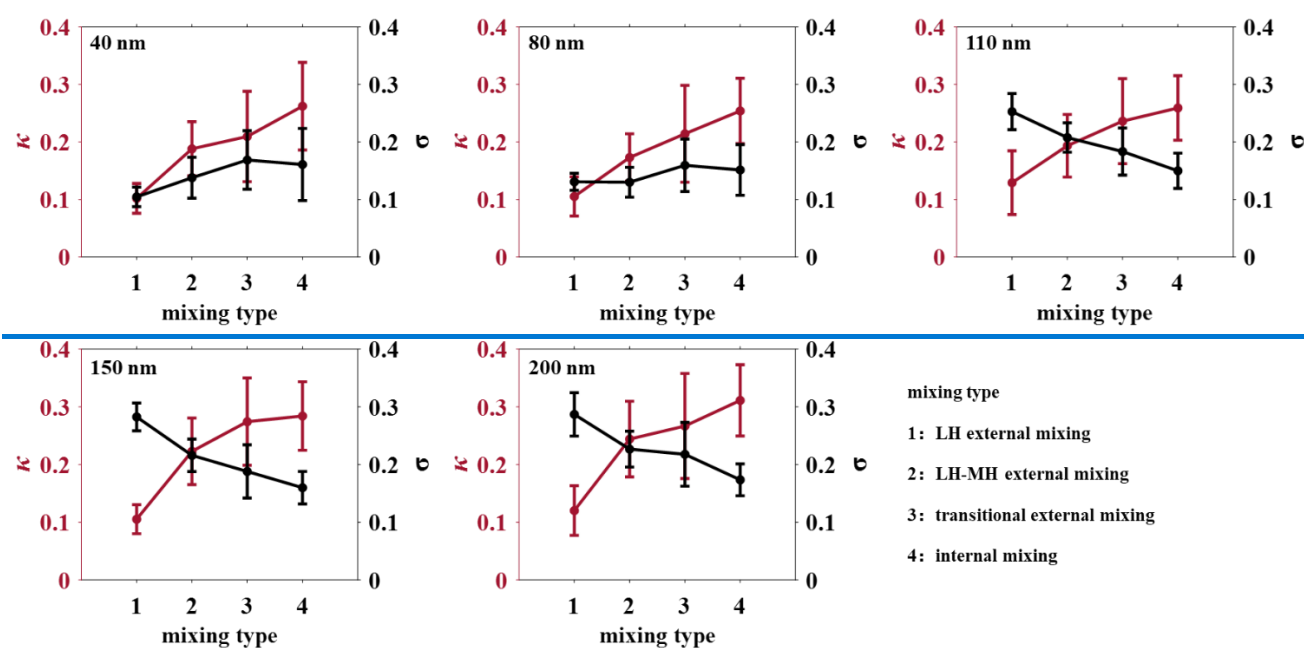 40 nm
0.4
0.3
0.2
0.1
0
κ
0.4
0.3
0.2
0.1
0
σ
1 2 3 4
mixing type
80 nm
0.4
0.3
0.2
0.1
0
κ
0.4
0.3
0.2
0.1
0
σ
1 2 3 4
mixing type
110 nm
0.4
0.3
0.2
0.1
0
κ
0.4
0.3
0.2
0.1
0
σ
1 2 3 4
mixing type
150 nm
0.4
0.3
0.2
0.1
0
κ
0.4
0.3
0.2
0.1
0
σ
1 2 3 4
mixing type
200 nm
0.4
0.3
0.2
0.1
0
κ
0.4
0.3
0.2
0.1
0
σ
1 2 3 4
mixing type
mixing type
1: LH external mixing
2: LH-MH external mixing
3: transitional external mixing
4: internal mixing